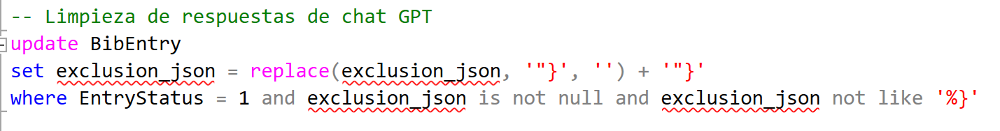 -- Limpieza de respuestas de chat GPT
update BibEntry
set exclusion_json = replace(exclusion_json, '"}', '') + '"}'
where EntryStatus = 1 and exclusion_json is not null and exclusion_json not like '%}'